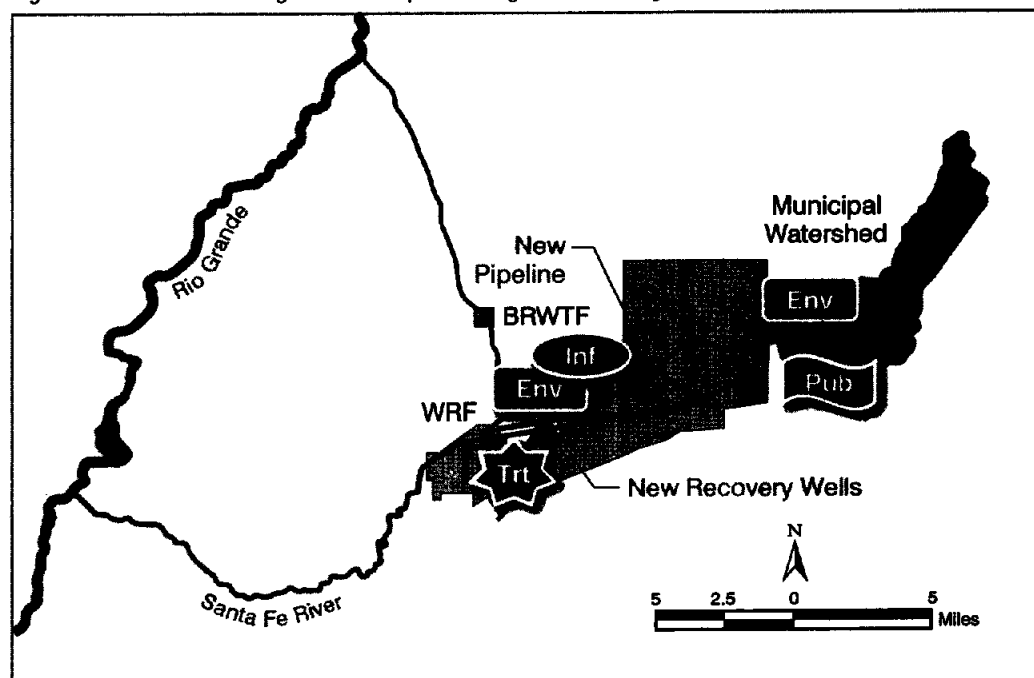 Rio Grande
Municipal
Watershed
New
Pipeline
BRWTF
Env
Inf
Env
Pub
WRF
Trt
New Recovery Wells
Santa Fe River
N
5 2.5 0 5
Miles